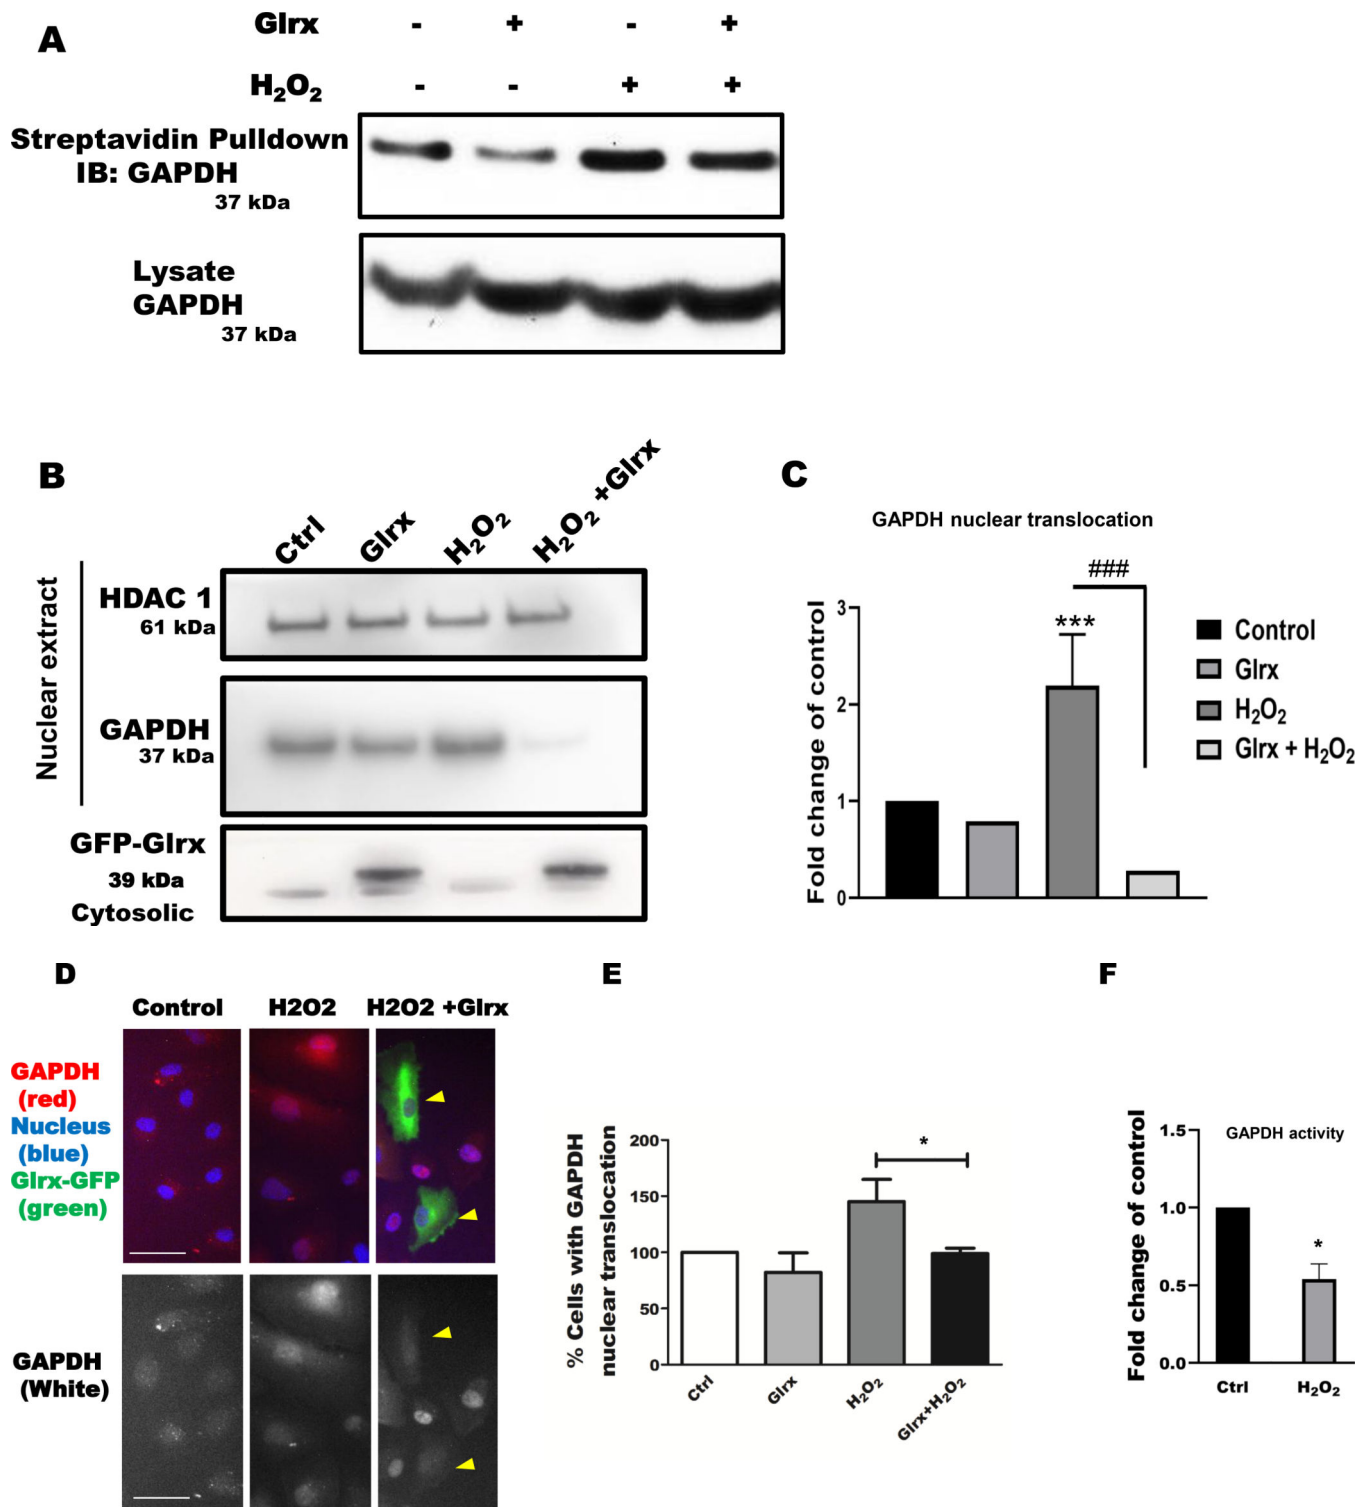 A
Glrx - + - +
H₂O₂ - - + +
Streptavidin Pulldown
IB: GAPDH
37 kDa
Lysate
GAPDH
37 kDa
B
Ctrl Glrx H₂O₂ H₂O₂ +Glrx
Nuclear extract
HDAC 1
61 kDa
GAPDH
37 kDa
GFP-Glrx
39 kDa
Cytosolic
C
GAPDH nuclear translocation
###
***
Fold change of control
3
2
1
0
Control
Glrx
H₂O₂
Glrx + H₂O₂
D
Control H2O2 H2O2 +Glrx
GAPDH
(red)
Nucleus
(blue)
Glrx-GFP
(green)
GAPDH
(White)
E
% Cells with GAPDH
nuclear translocation
200
150
100
50
0
*
Ctrl Glrx H₂O₂ Glrx+H₂O₂
F
GAPDH activity
Fold change of control
1.5
1.0
0.5
0.0
*
Ctrl H₂O₂